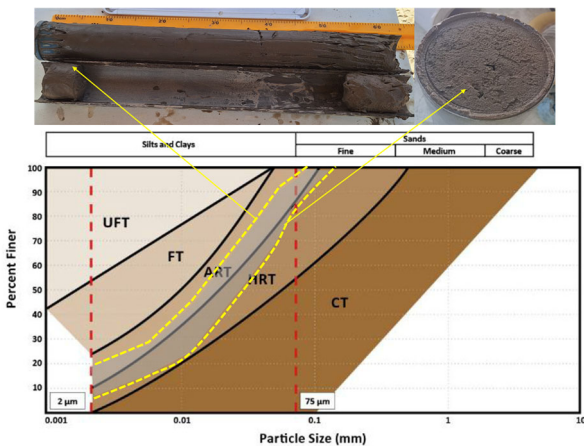 Silts and Clays
Sands
Fine
Medium
Coarse
100
90
80
70
60
50
40
30
20
10
Percent Finer
UFT
FT
ART
HRT
CT
2 μm
75 μm
0.001
0.01
0.1
1
10
Particle Size (mm)